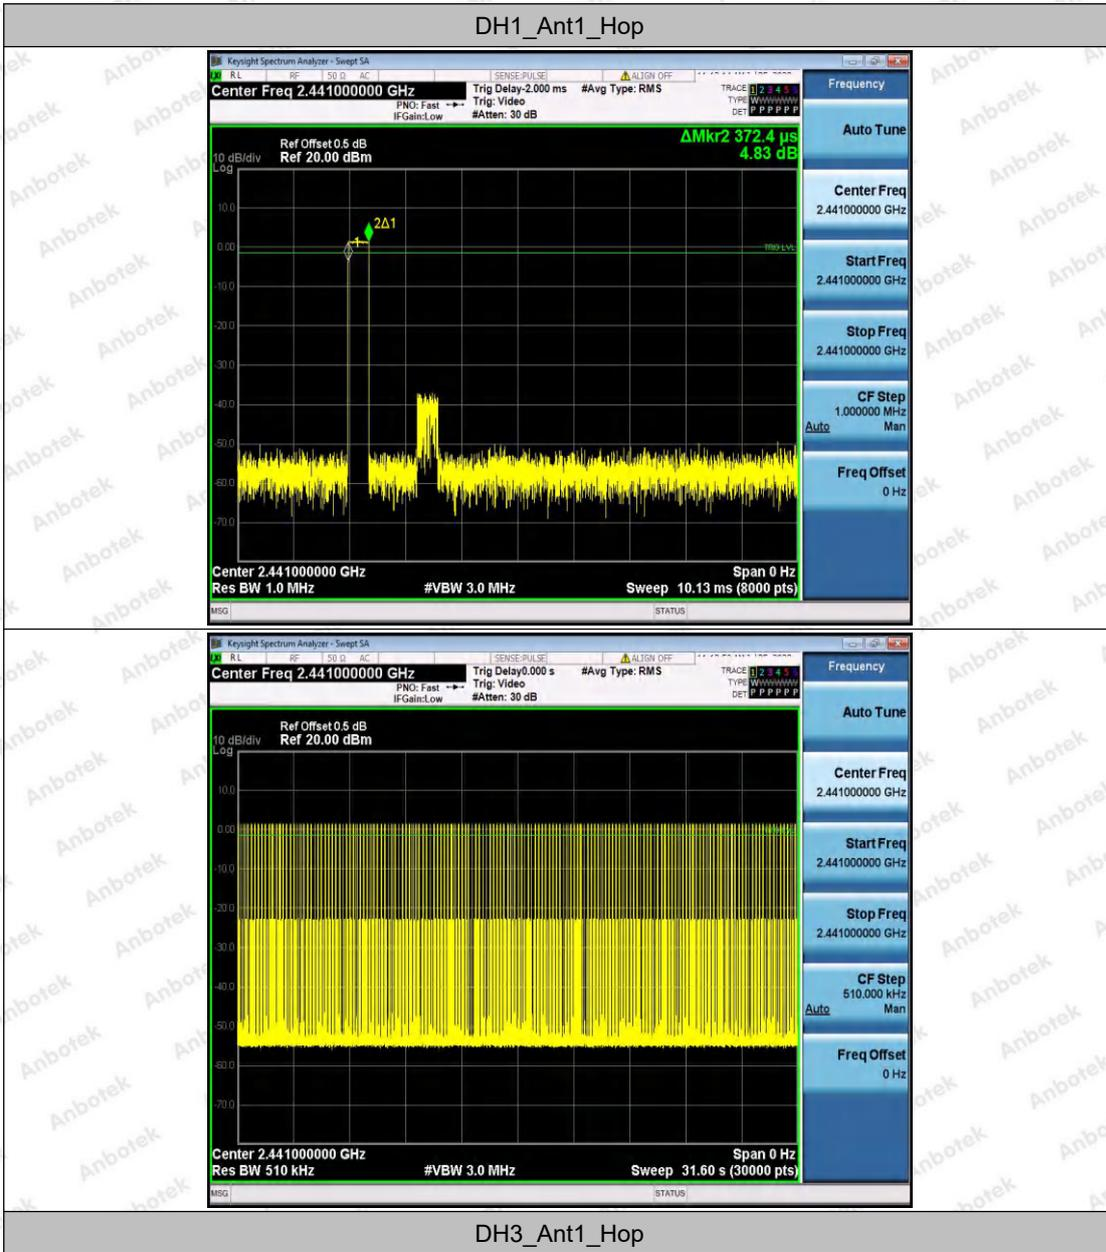 DH1_Ant1_Hop
Keysight Spectrum Analyzer - Swept SA
RL RF 50 Ω AC SENSE:PULSE ALIGN OFF
Center Freq 2.441000000 GHz
PNO: Fast
IFGain:Low
Trig Delay-2.000 ms
Trig: Video
#Atten: 30 dB
#Avg Type: RMS
TRACE 1 2 3 4 5
TYPE WWWWWW
DET P P P P P P
ΔMkr2 372.4 µs
4.83 dB
Ref Offset 0.5 dB
10 dB/div Ref 20.00 dBm
Log
10.0
0.00
-10.0
-20.0
-30.0
-40.0
-50.0
-60.0
-70.0
2Δ1
1
TRIG LVL
Center 2.441000000 GHz Span 0 Hz
Res BW 1.0 MHz #VBW 3.0 MHz Sweep 10.13 ms (8000 pts)
MSG STATUS
Frequency
Auto Tune
Center Freq
2.441000000 GHz
Start Freq
2.441000000 GHz
Stop Freq
2.441000000 GHz
CF Step
1.000000 MHz
Auto Man
Freq Offset
0 Hz
Keysight Spectrum Analyzer - Swept SA
RL RF 50 Ω AC SENSE:PULSE ALIGN OFF
Center Freq 2.441000000 GHz
PNO: Fast
IFGain:Low
Trig Delay0.000 s
Trig: Video
#Atten: 30 dB
#Avg Type: RMS
TRACE 1 2 3 4 5
TYPE WWWWWW
DET P P P P P P
Ref Offset 0.5 dB
10 dB/div Ref 20.00 dBm
Log
10.0
0.00
-10.0
-20.0
-30.0
-40.0
-50.0
-60.0
-70.0
Center 2.441000000 GHz Span 0 Hz
Res BW 510 kHz #VBW 3.0 MHz Sweep 31.60 s (30000 pts)
MSG STATUS
Frequency
Auto Tune
Center Freq
2.441000000 GHz
Start Freq
2.441000000 GHz
Stop Freq
2.441000000 GHz
CF Step
510.000 kHz
Auto Man
Freq Offset
0 Hz
DH3_Ant1_Hop
Anbotek